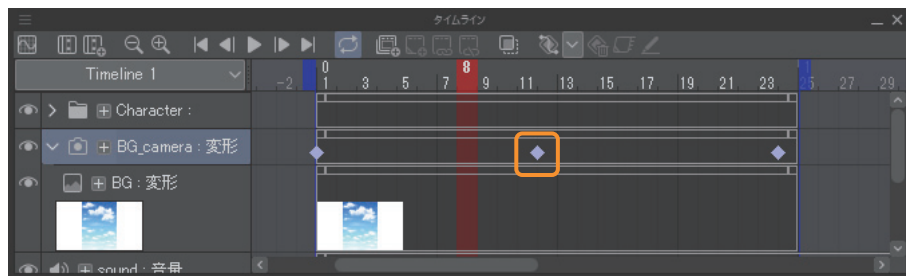 タイムライン
Timeline 1
0 8 1
-2 1 3 5 7 9 11 13 15 17 19 21 23 25 27 29
Character :
BG_camera : 変形
BG : 変形
sound : 音量